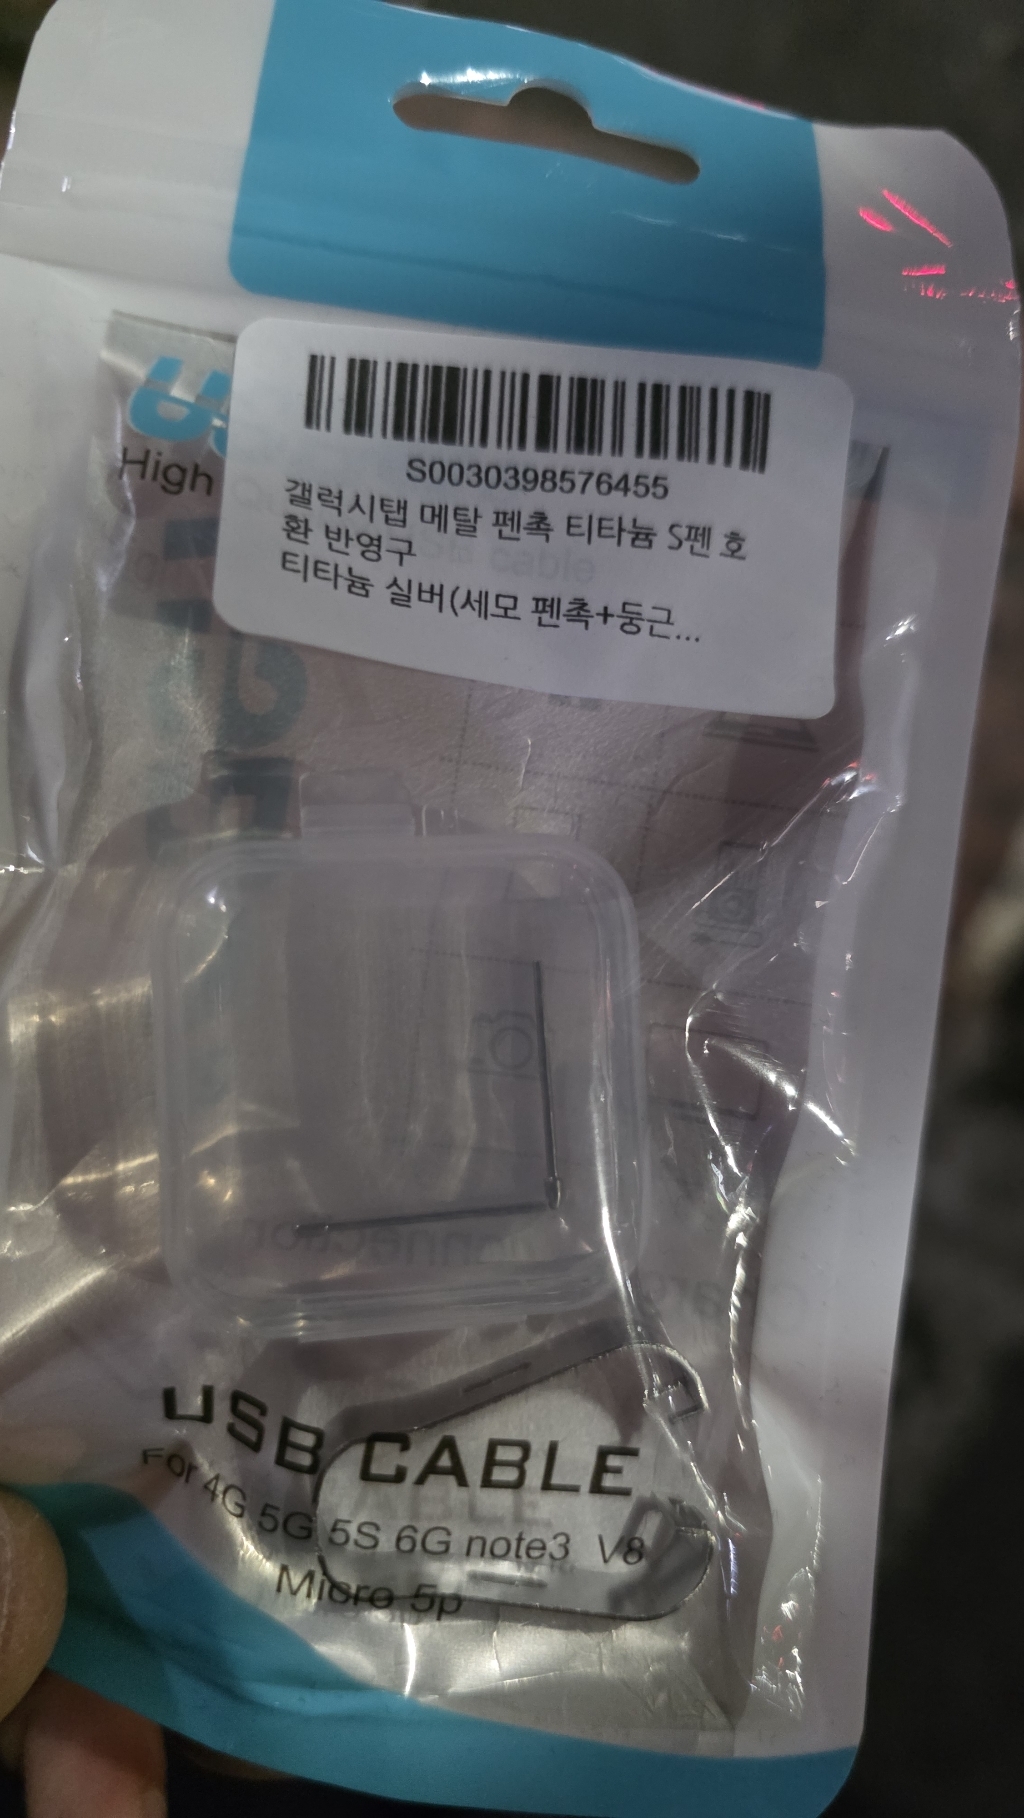 High
S0030398576455
갤럭시탭 메탈 펜촉 티타늄 S펜 호
환 반영구
티타늄 실버(세모 펜촉+둥근...
cable
USB CABLE
For 4G 5G 5S 6G note3 V8
Micro 5p